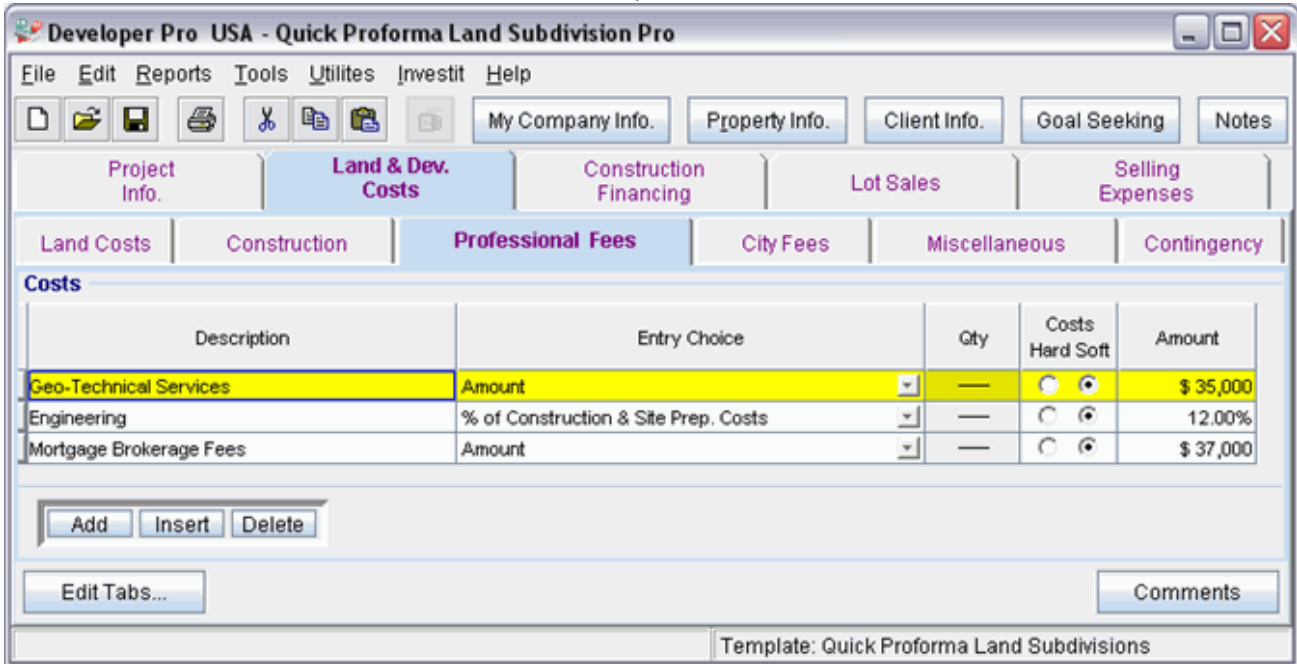 Developer Pro USA - Quick Proforma Land Subdivision Pro
File Edit Reports Tools Utilites Investit Help
My Company Info. Property Info. Client Info. Goal Seeking Notes
Project Info. Land & Dev. Costs Construction Financing Lot Sales Selling Expenses
Land Costs Construction Professional Fees City Fees Miscellaneous Contingency
Costs
Description Entry Choice Qty Costs Hard Soft Amount
Geo-Technical Services Amount — $ 35,000
Engineering % of Construction & Site Prep. Costs — 12.00%
Mortgage Brokerage Fees Amount — $ 37,000
Add Insert Delete
Edit Tabs... Comments
Template: Quick Proforma Land Subdivisions